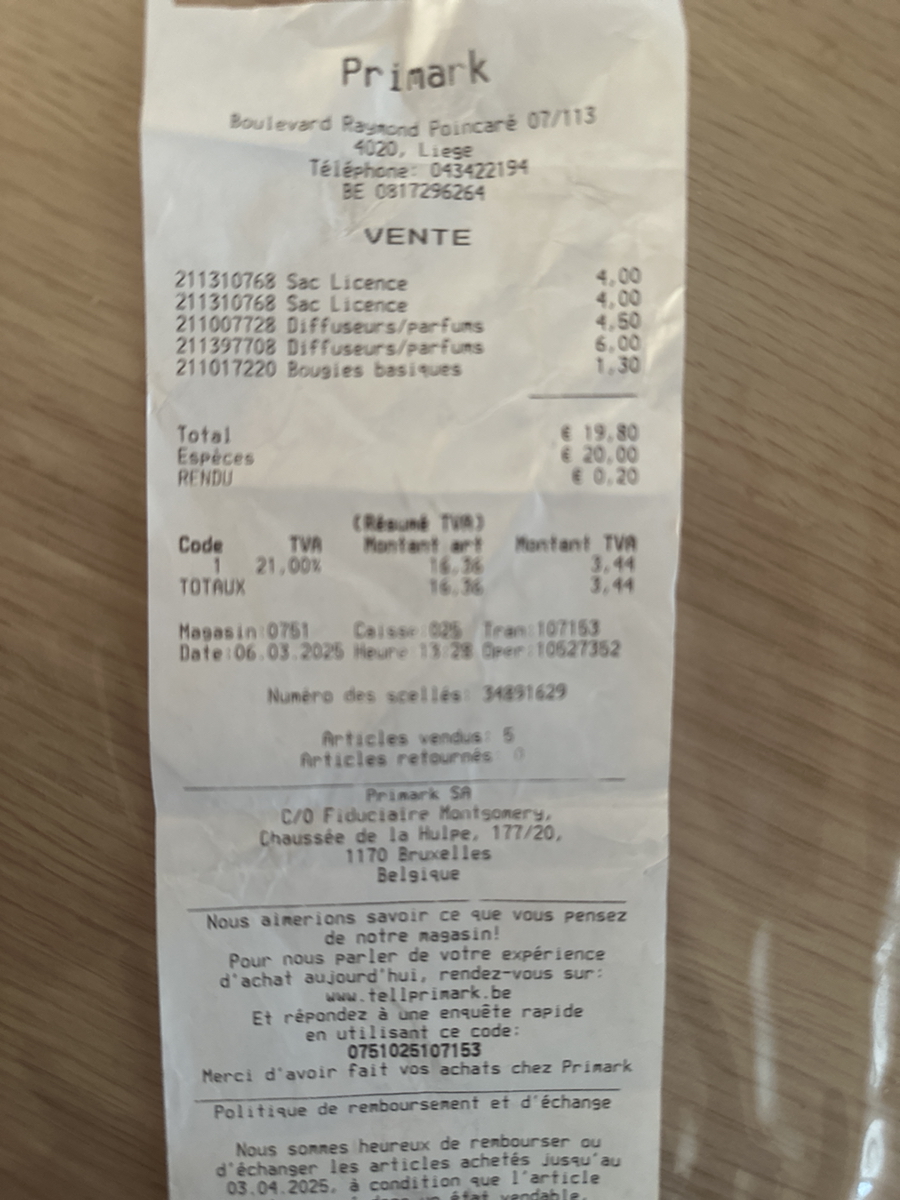 Primark
Boulevard Raymond Poincaré 07/113
4020, Liege
Téléphone: 043422194
BE 0817296264
VENTE
211310768 Sac Licence 4,00
211310768 Sac Licence 4,00
211007728 Diffuseurs/parfums 4,50
211397708 Diffuseurs/parfums 6,00
211017220 Bougies basiques 1,30
Total € 19,80
Espèces € 20,00
RENDU € 0,20
(Résumé TVA)
Code TVA Montant art Montant TVA
1 21,00% 16,36 3,44
TOTAUX 16,36 3,44
Magasin:0751 Caisse:025 Tran:107153
Date:06.03.2025 Heure:13:28 Oper:10527352
Numéro des scellés: 34891629
Articles vendus: 5
Articles retournés: 0
Primark SA
C/O Fiduciaire Montgomery,
Chaussée de la Hulpe, 177/20,
1170 Bruxelles
Belgique
Nous aimerions savoir ce que vous pensez
de notre magasin!
Pour nous parler de votre expérience
d'achat aujourd'hui, rendez-vous sur:
www.tellprimark.be
Et répondez à une enquête rapide
en utilisant ce code:
0751025107153
Merci d'avoir fait vos achats chez Primark
Politique de remboursement et d'échange
Nous sommes heureux de rembourser ou
d'échanger les articles achetés jusqu'au
03.04.2025, à condition que l'article
dans un état vendable,